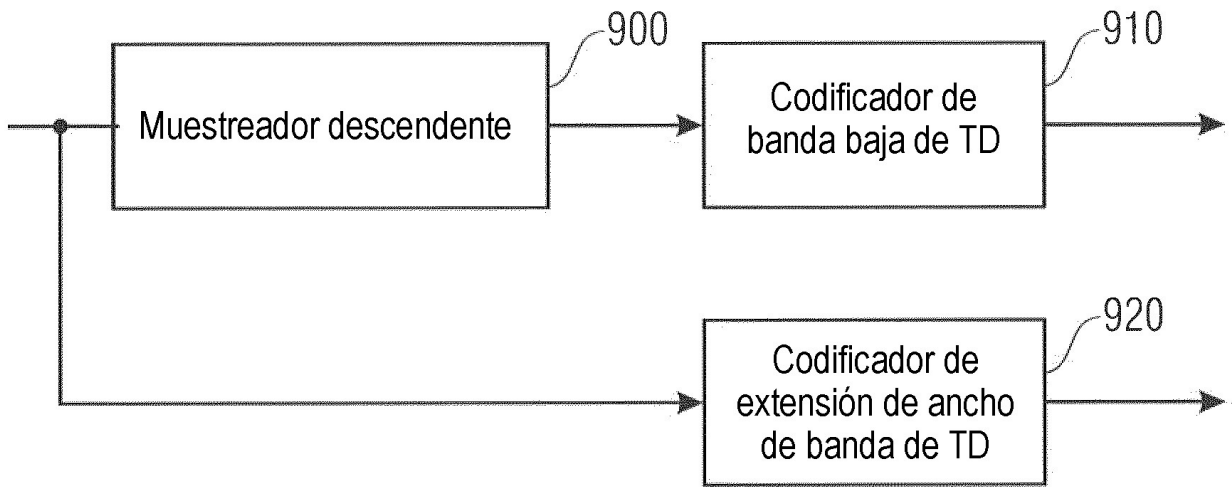 900
Muestreador descendente
910
Codificador de
banda baja de TD
920
Codificador de
extensión de ancho
de banda de TD